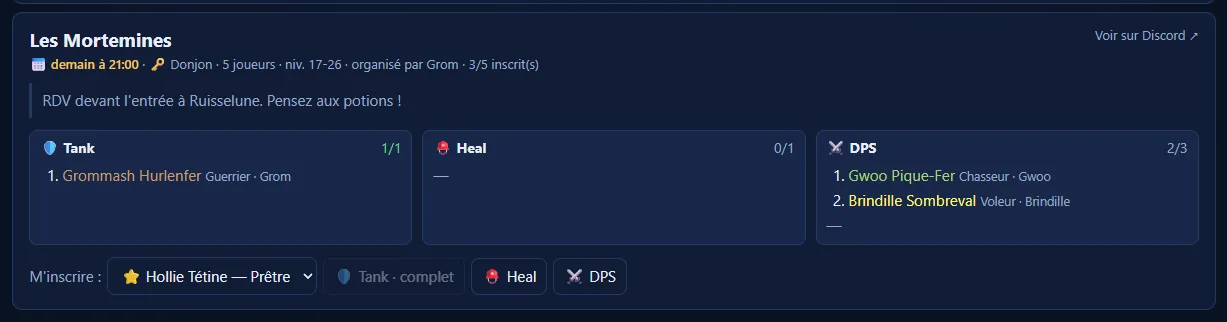 Les Mortemines
Voir sur Discord ↗
demain à 21:00 · Donjon · 5 joueurs · niv. 17-26 · organisé par Grom · 3/5 inscrit(s)
RDV devant l'entrée à Ruisselune. Pensez aux potions !
Tank 1/1
1. Grommash Hurlenfer Guerrier · Grom
Heal 0/1
—
DPS 2/3
1. Gwoo Pique-Fer Chasseur · Gwoo
2. Brindille Sombreval Voleur · Brindille
—
M'inscrire : Hollie Tétine — Prêtre Tank · complet Heal DPS